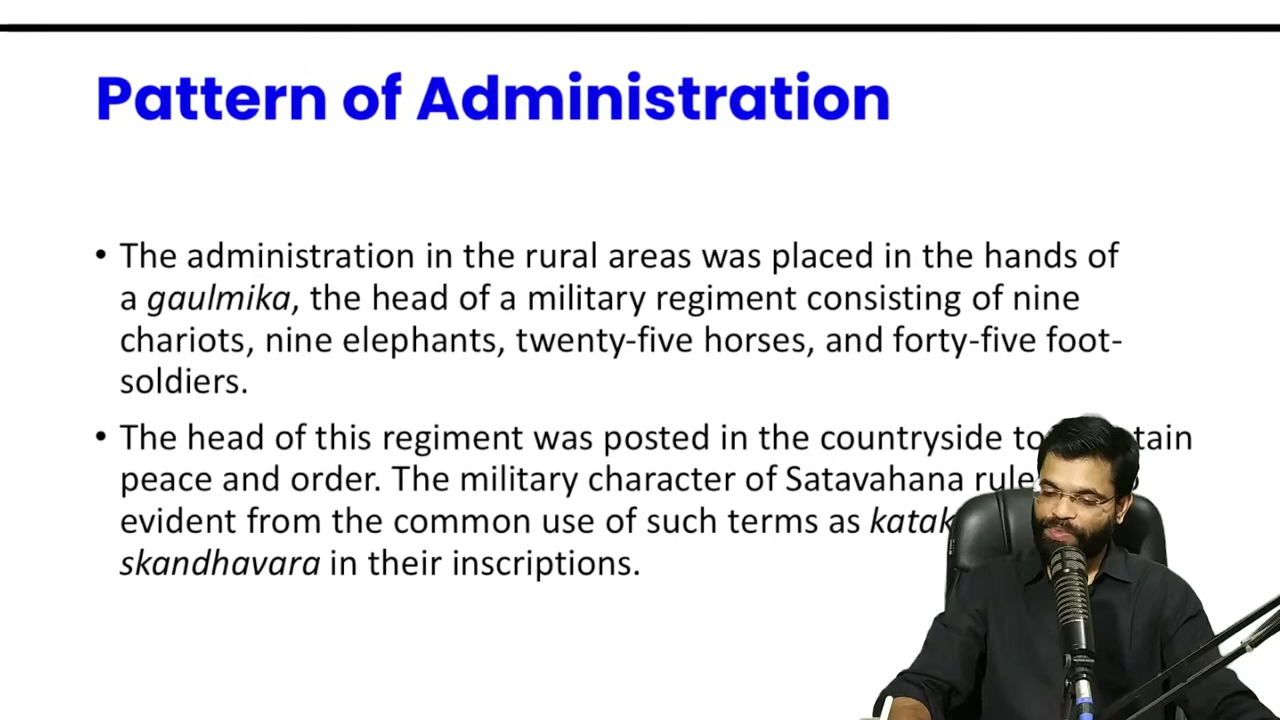 Pattern of Administration
• The administration in the rural areas was placed in the hands of
a gaulmika, the head of a military regiment consisting of nine
chariots, nine elephants, twenty-five horses, and forty-five foot-
soldiers.
• The head of this regiment was posted in the countryside to
peace and order. The military character of Satavahana
evident from the common use of such terms as
skandhavara in their inscriptions.